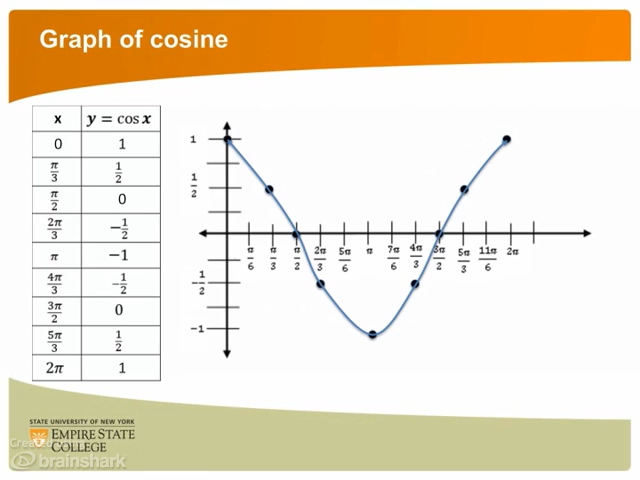 Graph of cosine
x y = cos x
0 1
π/3 1/2
π/2 0
2π/3 −1/2
π −1
4π/3 −1/2
3π/2 0
5π/3 1/2
2π 1
1
1/2
−1/2
−1
π/6 π/3 π/2 2π/3 5π/6 π 7π/6 4π/3 3π/2 5π/3 11π/6 2π
STATE UNIVERSITY OF NEW YORK
EMPIRE STATE
COLLEGE
brainshark